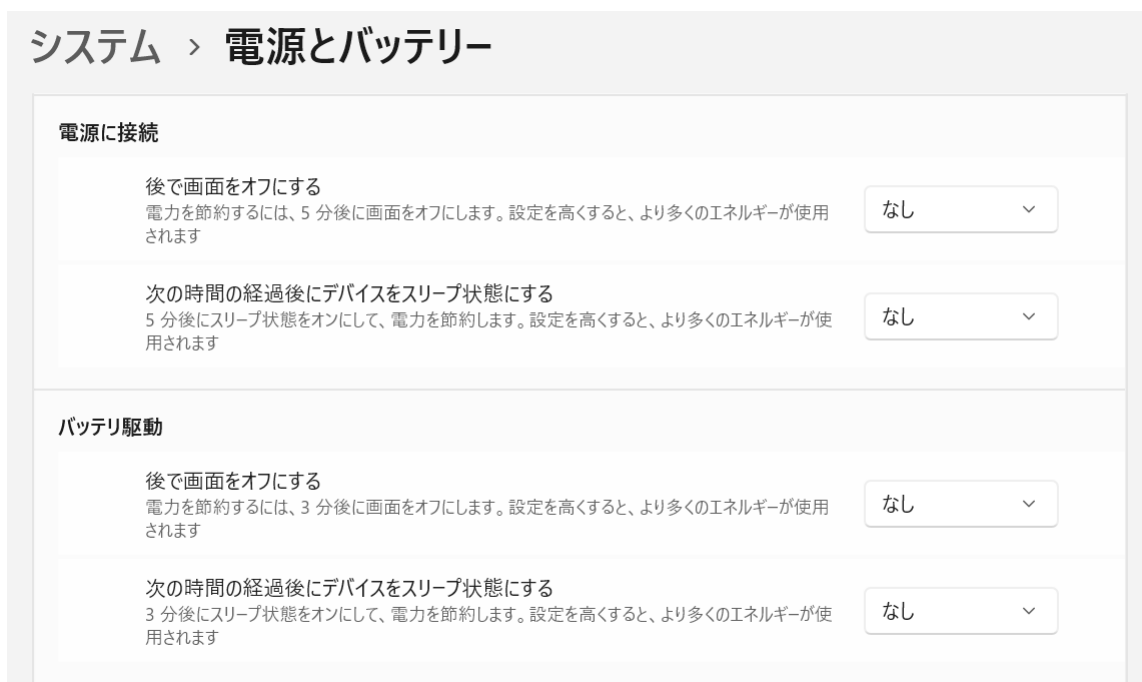 システム › 電源とバッテリー
電源に接続
後で画面をオフにする
電力を節約するには、5 分後に画面をオフにします。設定を高くすると、より多くのエネルギーが使用
されます
なし
次の時間の経過後にデバイスをスリープ状態にする
5 分後にスリープ状態をオンにして、電力を節約します。設定を高くすると、より多くのエネルギーが使
用されます
なし
バッテリ駆動
後で画面をオフにする
電力を節約するには、3 分後に画面をオフにします。設定を高くすると、より多くのエネルギーが使用
されます
なし
次の時間の経過後にデバイスをスリープ状態にする
3 分後にスリープ状態をオンにして、電力を節約します。設定を高くすると、より多くのエネルギーが使
用されます
なし